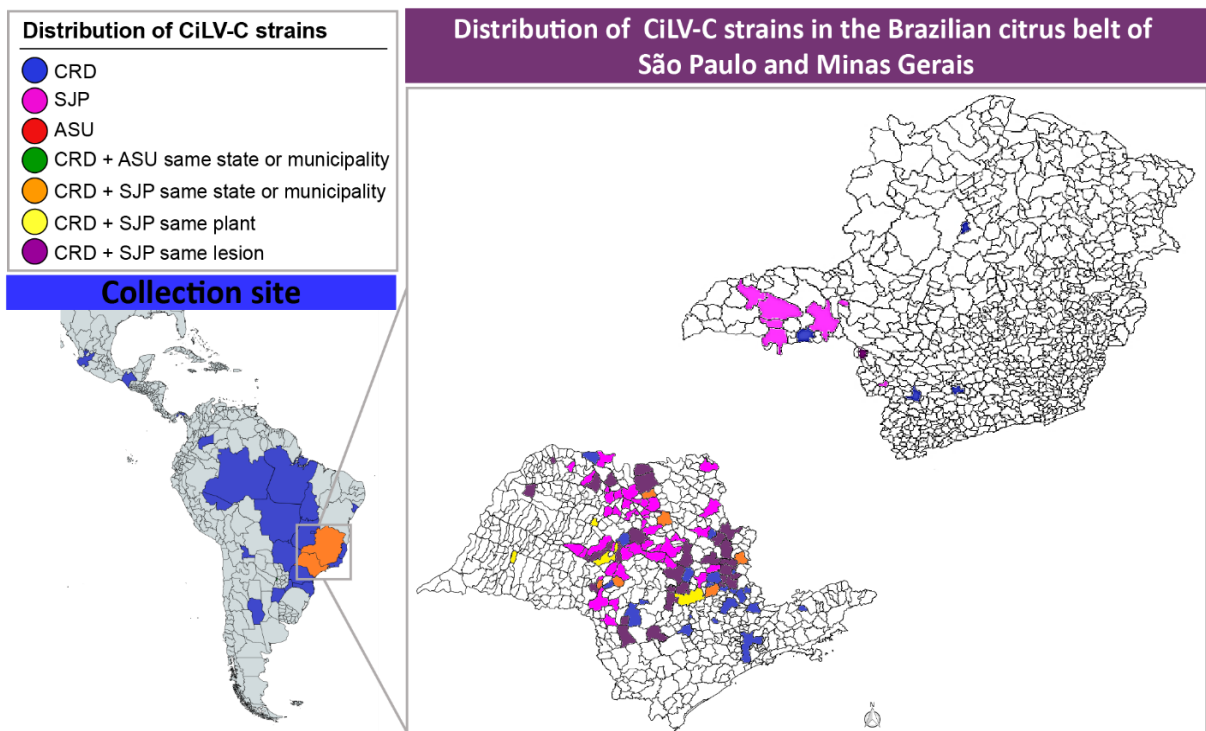 Distribution of CiLV-C strains
CRD
SJP
ASU
CRD + ASU same state or municipality
CRD + SJP same state or municipality
CRD + SJP same plant
CRD + SJP same lesion
Collection site
Distribution of CiLV-C strains in the Brazilian citrus belt of
São Paulo and Minas Gerais
N